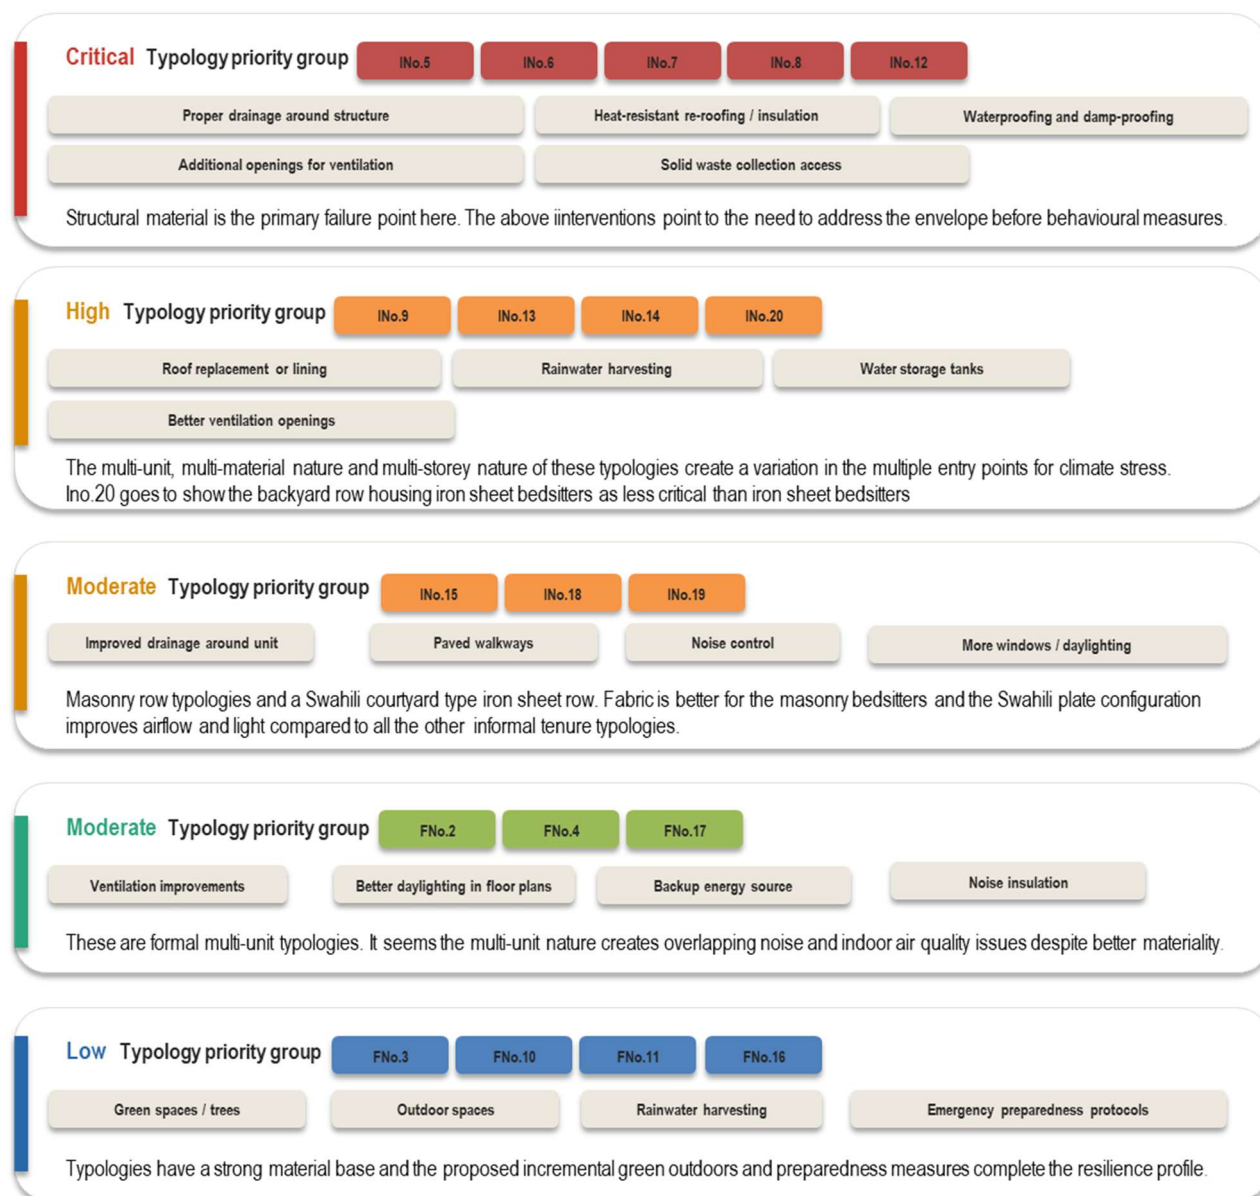 Critical Typology priority group INo.5 INo.6 INo.7 INo.8 INo.12
Proper drainage around structure Heat-resistant re-roofing / insulation Waterproofing and damp-proofing
Additional openings for ventilation Solid waste collection access
Structural material is the primary failure point here. The above iinterventions point to the need to address the envelope before behavioural measures.
High Typology priority group INo.9 INo.13 INo.14 INo.20
Roof replacement or lining Rainwater harvesting Water storage tanks
Better ventilation openings
The multi-unit, multi-material nature and multi-storey nature of these typologies create a variation in the multiple entry points for climate stress.
Ino.20 goes to show the backyard row housing iron sheet bedsitters as less critical than iron sheet bedsitters
Moderate Typology priority group INo.15 INo.18 INo.19
Improved drainage around unit Paved walkways Noise control More windows / daylighting
Masonry row typologies and a Swahili courtyard type iron sheet row. Fabric is better for the masonry bedsitters and the Swahili plate configuration
improves airflow and light compared to all the other informal tenure typologies.
Moderate Typology priority group FNo.2 FNo.4 FNo.17
Ventilation improvements Better daylighting in floor plans Backup energy source Noise insulation
These are formal multi-unit typologies. It seems the multi-unit nature creates overlapping noise and indoor air quality issues despite better materiality.
Low Typology priority group FNo.3 FNo.10 FNo.11 FNo.16
Green spaces / trees Outdoor spaces Rainwater harvesting Emergency preparedness protocols
Typologies have a strong material base and the proposed incremental green outdoors and preparedness measures complete the resilience profile.